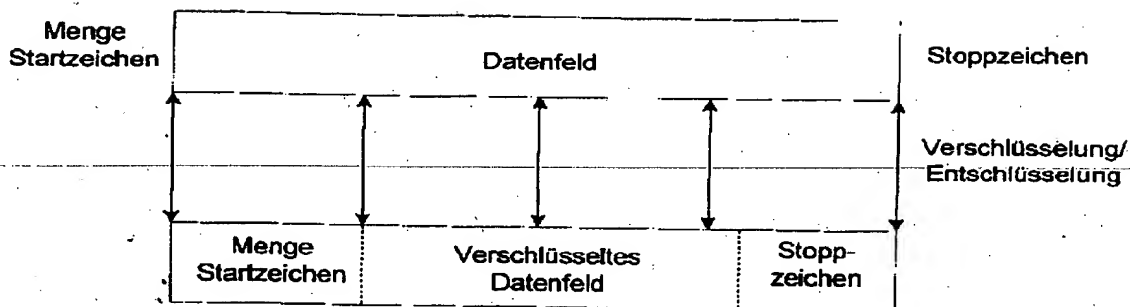 Menge
Startzeichen
Datenfeld
Stoppzeichen
Verschlüsselung/
Entschlüsselung
Menge
Startzeichen
Verschlüsseltes
Datenfeld
Stopp-
zeichen